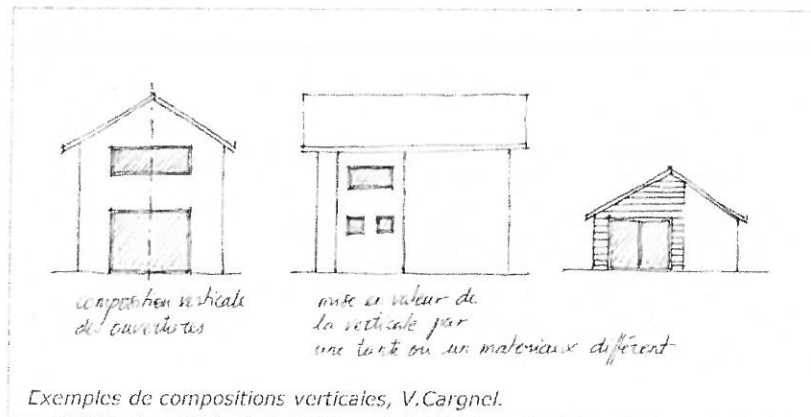 composition verticale
des ouvertures
mise en valeur de
la verticale par
une teinte ou un materiaux différent
Exemples de compositions verticales, V.Cargnel.